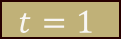 t = 1